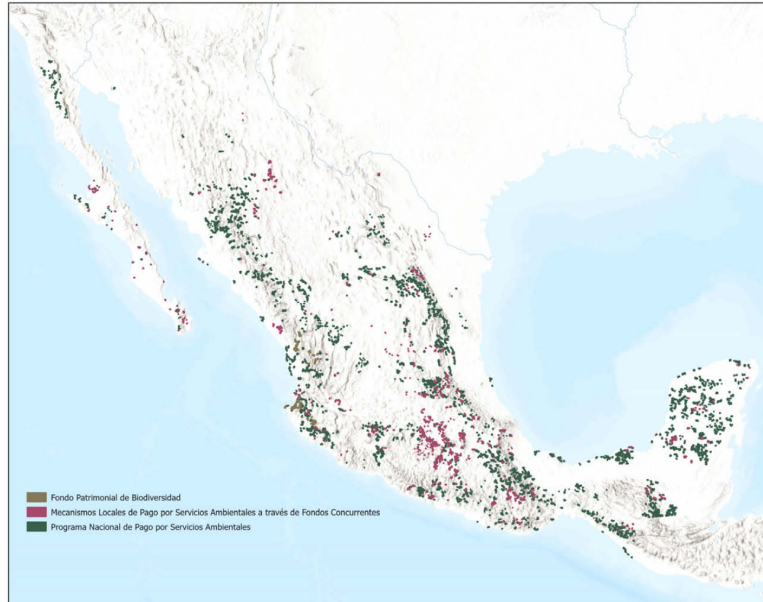 Fondo Patrimonial de Biodiversidad
Mecanismos Locales de Pago por Servicios Ambientales a través de Fondos Concurrentes
Programa Nacional de Pago por Servicios Ambientales